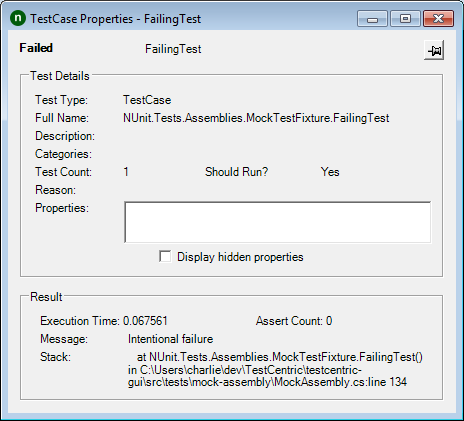 n TestCase Properties - FailingTest
Failed FailingTest
Test Details
Test Type: TestCase
Full Name: NUnit.Tests.Assemblies.MockTestFixture.FailingTest
Description:
Categories:
Test Count: 1 Should Run? Yes
Reason:
Properties:
Display hidden properties
Result
Execution Time: 0.067561 Assert Count: 0
Message: Intentional failure
Stack: at NUnit.Tests.Assemblies.MockTestFixture.FailingTest()
in C:\Users\charlie\dev\TestCentric\testcentric-
gui\src\tests\mock-assembly\MockAssembly.cs:line 134